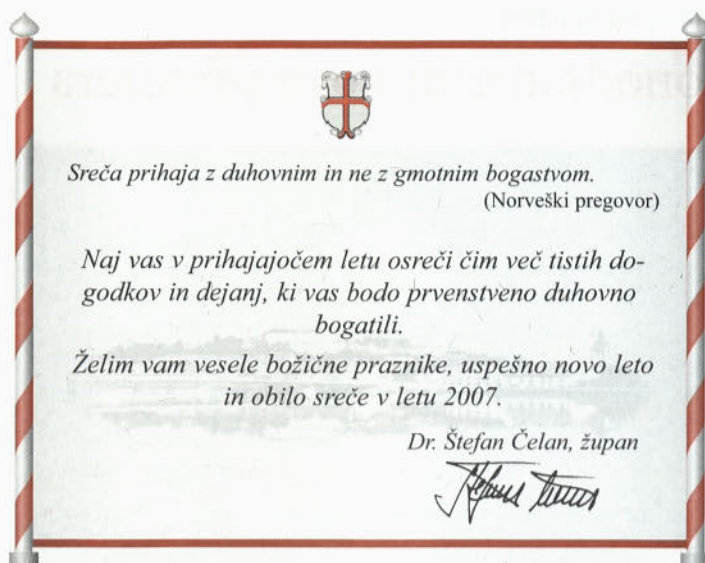 Sreča prihaja z duhovnim in ne z gmotnim bogastvom.
(Norveški pregovor)
Naj vas v prihajajočem letu osreči čim več tistih do-
godkov in dejanj, ki vas bodo prvenstveno duhovno
bogatili.
Želim vam vesele božične praznike, uspešno novo leto
in obilo sreče v letu 2007.
Dr. Štefan Čelan, župan